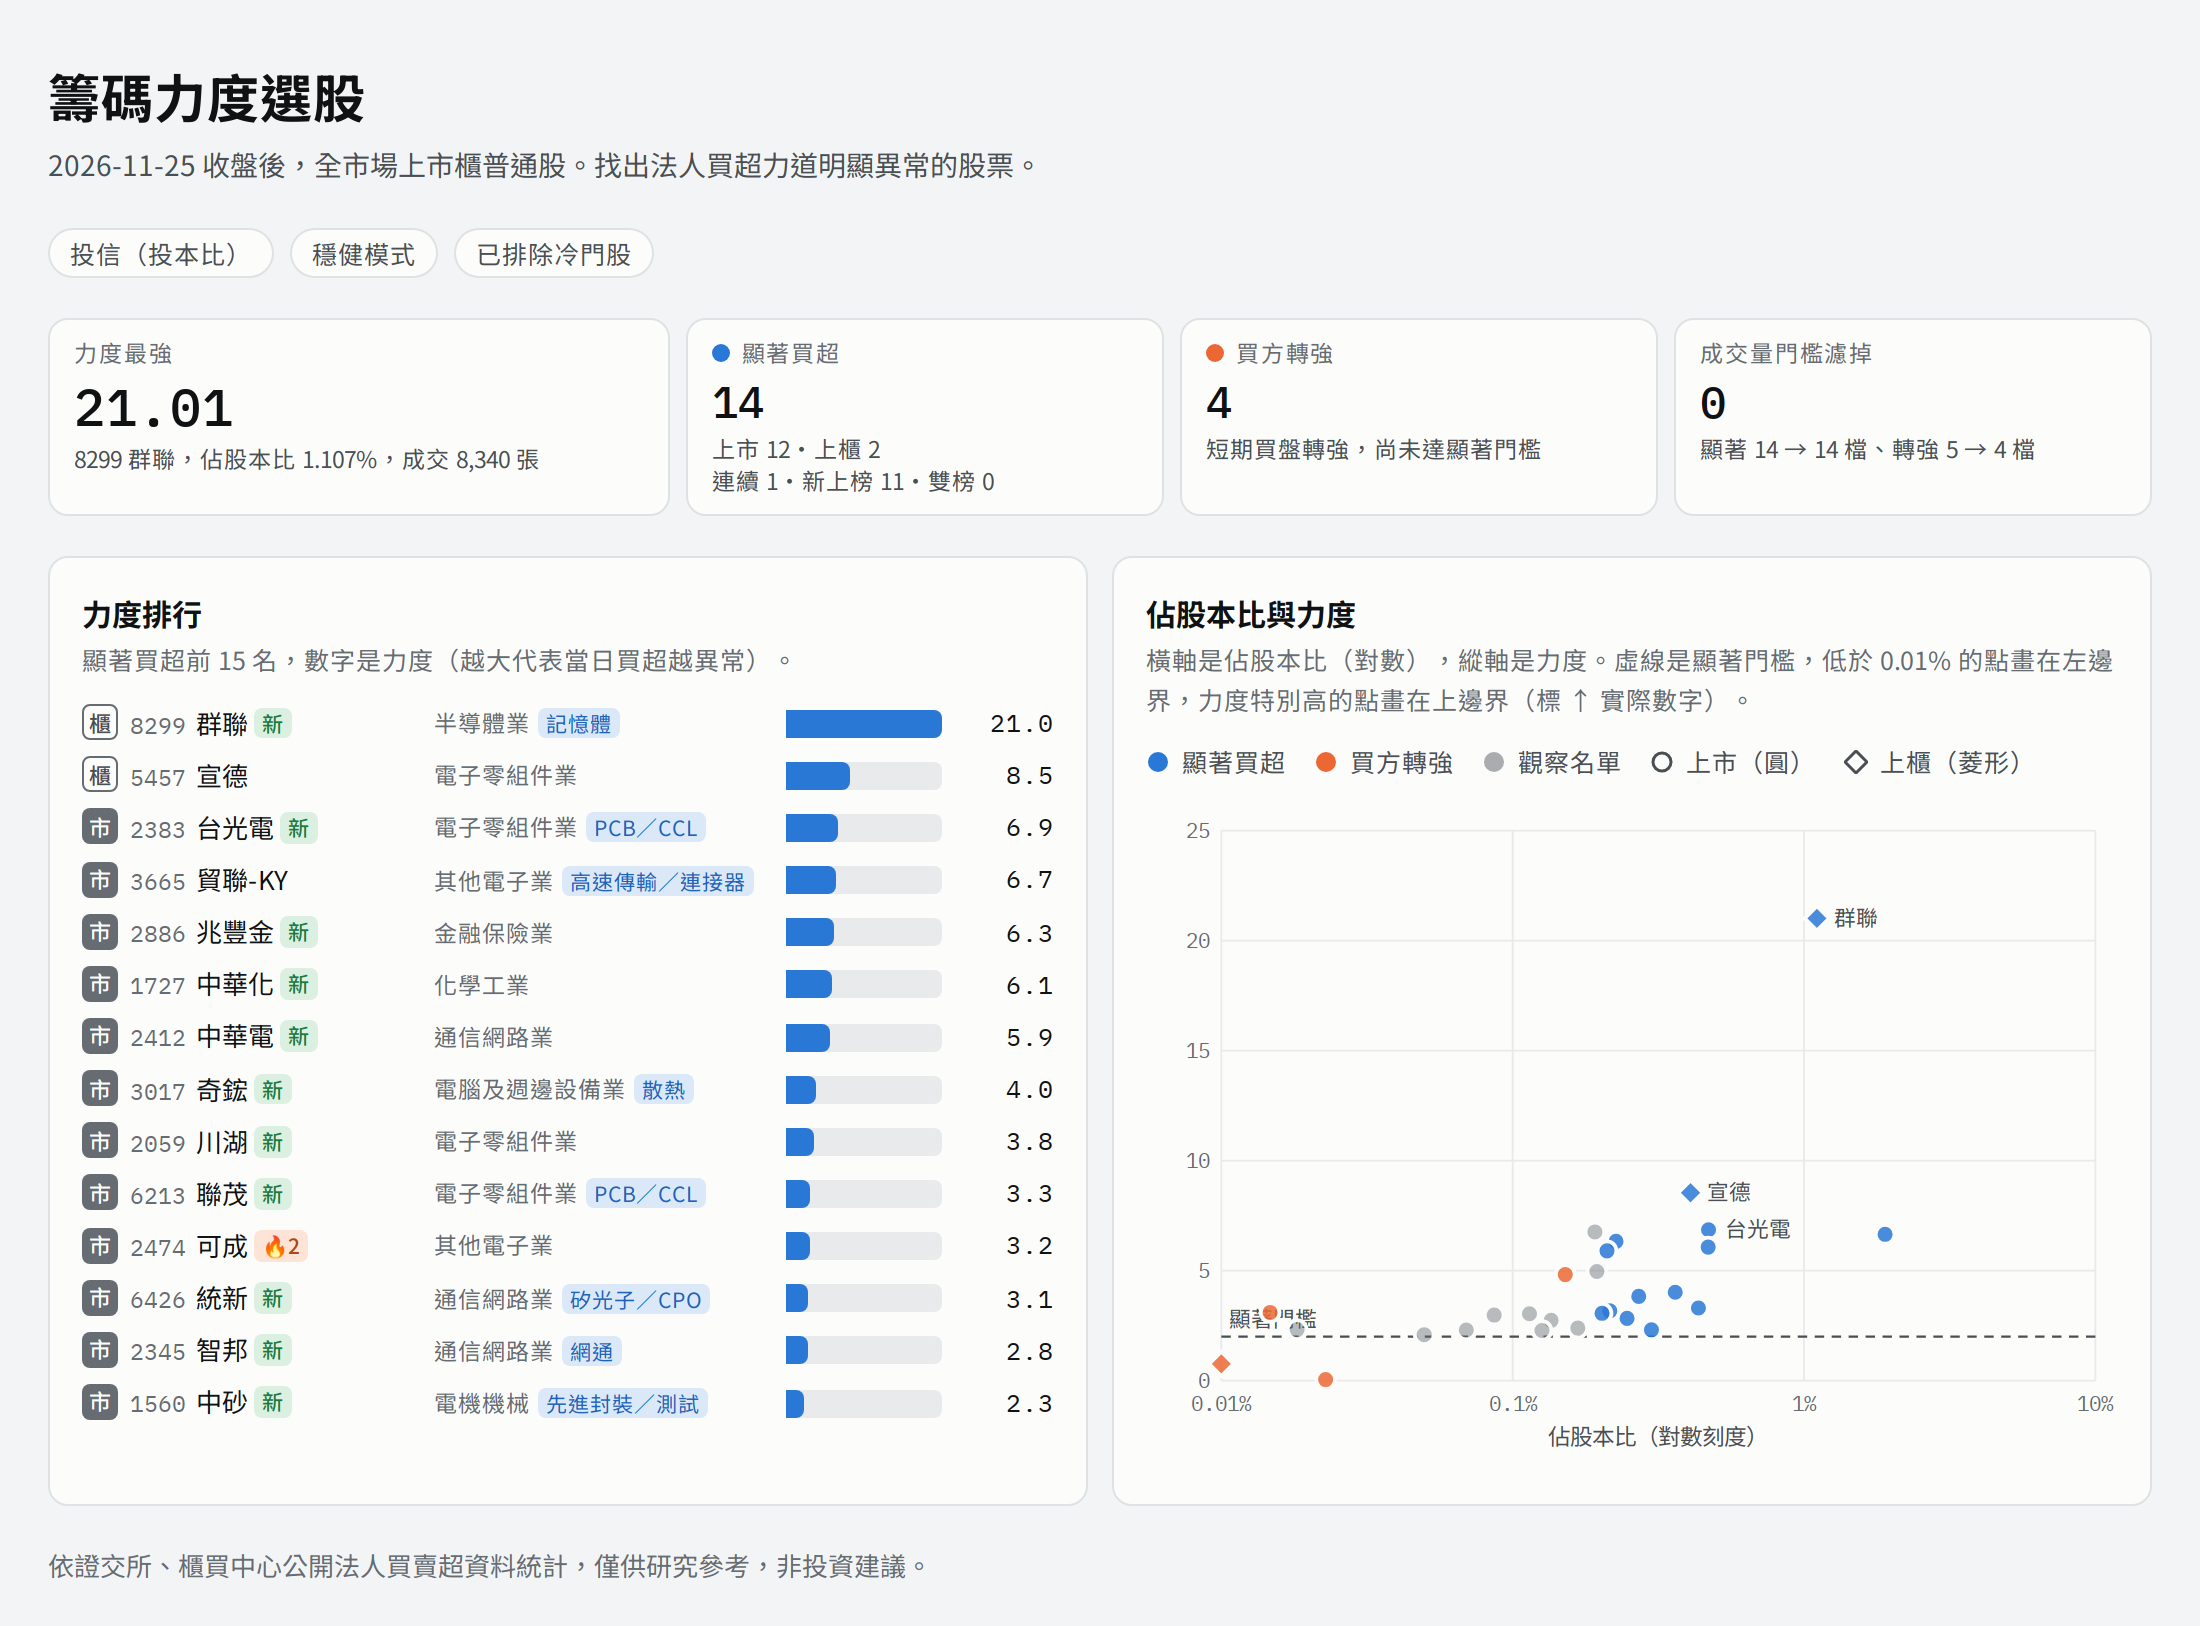 籌碼力度選股
2026-11-25 收盤後，全市場上市櫃普通股。找出法人買超力道明顯異常的股票。
投信（投本比）
穩健模式
已排除冷門股
力度最強
21.01
8299 群聯，佔股本比 1.107%，成交 8,340 張
顯著買超
14
上市 12・上櫃 2
連續 1・新上榜 11・雙榜 0
買方轉強
4
短期買盤轉強，尚未達顯著門檻
成交量門檻濾掉
0
顯著 14 → 14 檔、轉強 5 → 4 檔
力度排行
顯著買超前 15 名，數字是力度（越大代表當日買超越異常）。
櫃 8299 群聯 新 半導體業 記憶體 21.0
櫃 5457 宣德 電子零組件業 8.5
市 2383 台光電 新 電子零組件業 PCB／CCL 6.9
市 3665 貿聯-KY 其他電子業 高速傳輸／連接器 6.7
市 2886 兆豐金 新 金融保險業 6.3
市 1727 中華化 新 化學工業 6.1
市 2412 中華電 新 通信網路業 5.9
市 3017 奇鋐 新 電腦及週邊設備業 散熱 4.0
市 2059 川湖 新 電子零組件業 3.8
市 6213 聯茂 新 電子零組件業 PCB／CCL 3.3
市 2474 可成 🔥2 其他電子業 3.2
市 6426 統新 新 通信網路業 矽光子／CPO 3.1
市 2345 智邦 新 通信網路業 網通 2.8
市 1560 中砂 新 電機機械 先進封裝／測試 2.3
佔股本比與力度
橫軸是佔股本比（對數），縱軸是力度。虛線是顯著門檻，低於 0.01% 的點畫在左邊
界，力度特別高的點畫在上邊界（標 ↑ 實際數字）。
顯著買超 買方轉強 觀察名單 上市（圓） 上櫃（菱形）
25
群聯
20
15
10
宣德
台光電
5
顯著門檻
0
0.01% 0.1% 1% 10%
佔股本比（對數刻度）
依證交所、櫃買中心公開法人買賣超資料統計，僅供研究參考，非投資建議。